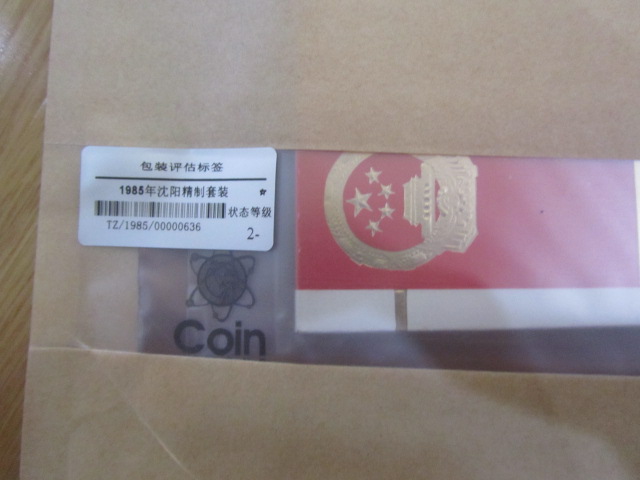 包装评估标签
1985年沈阳精制套装
状态等级
TZ/1985/00000636
2-
Coin